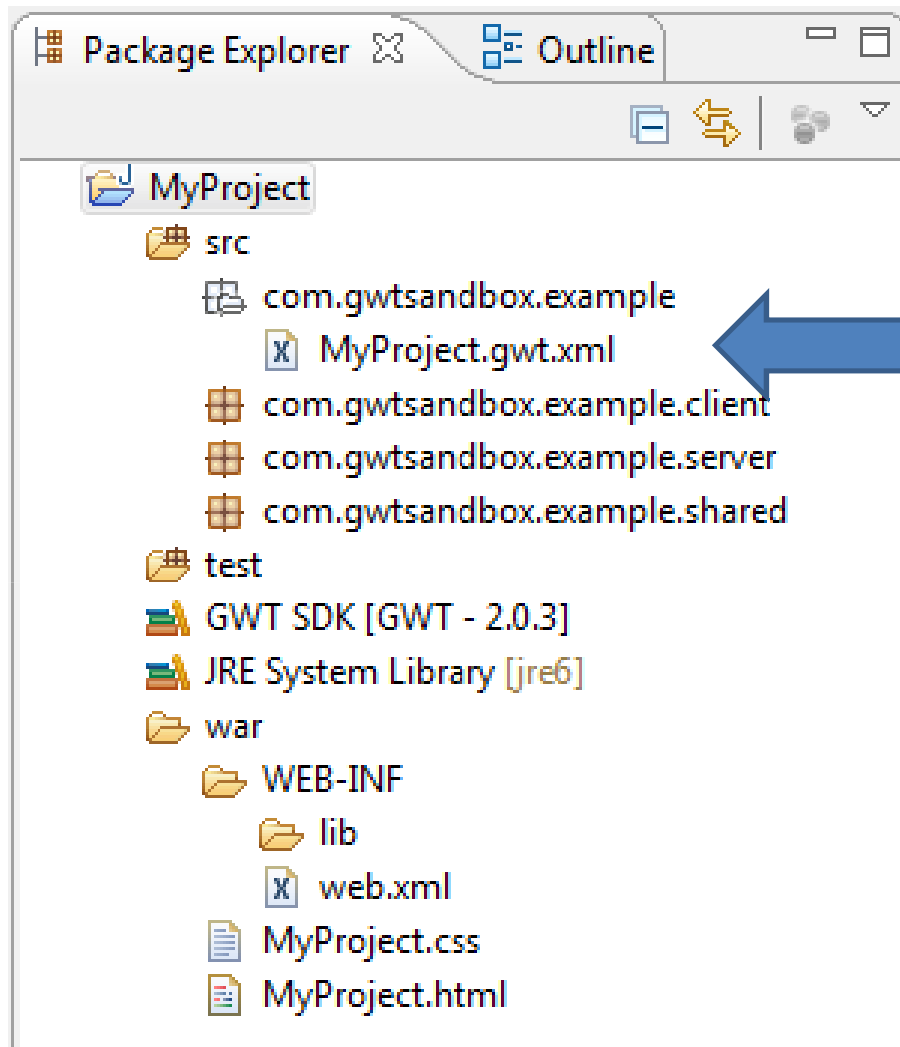 Package Explorer Outline
MyProject
src
com.gwtsandbox.example
MyProject.gwt.xml
com.gwtsandbox.example.client
com.gwtsandbox.example.server
com.gwtsandbox.example.shared
test
GWT SDK [GWT - 2.0.3]
JRE System Library [jre6]
war
WEB-INF
lib
web.xml
MyProject.css
MyProject.html